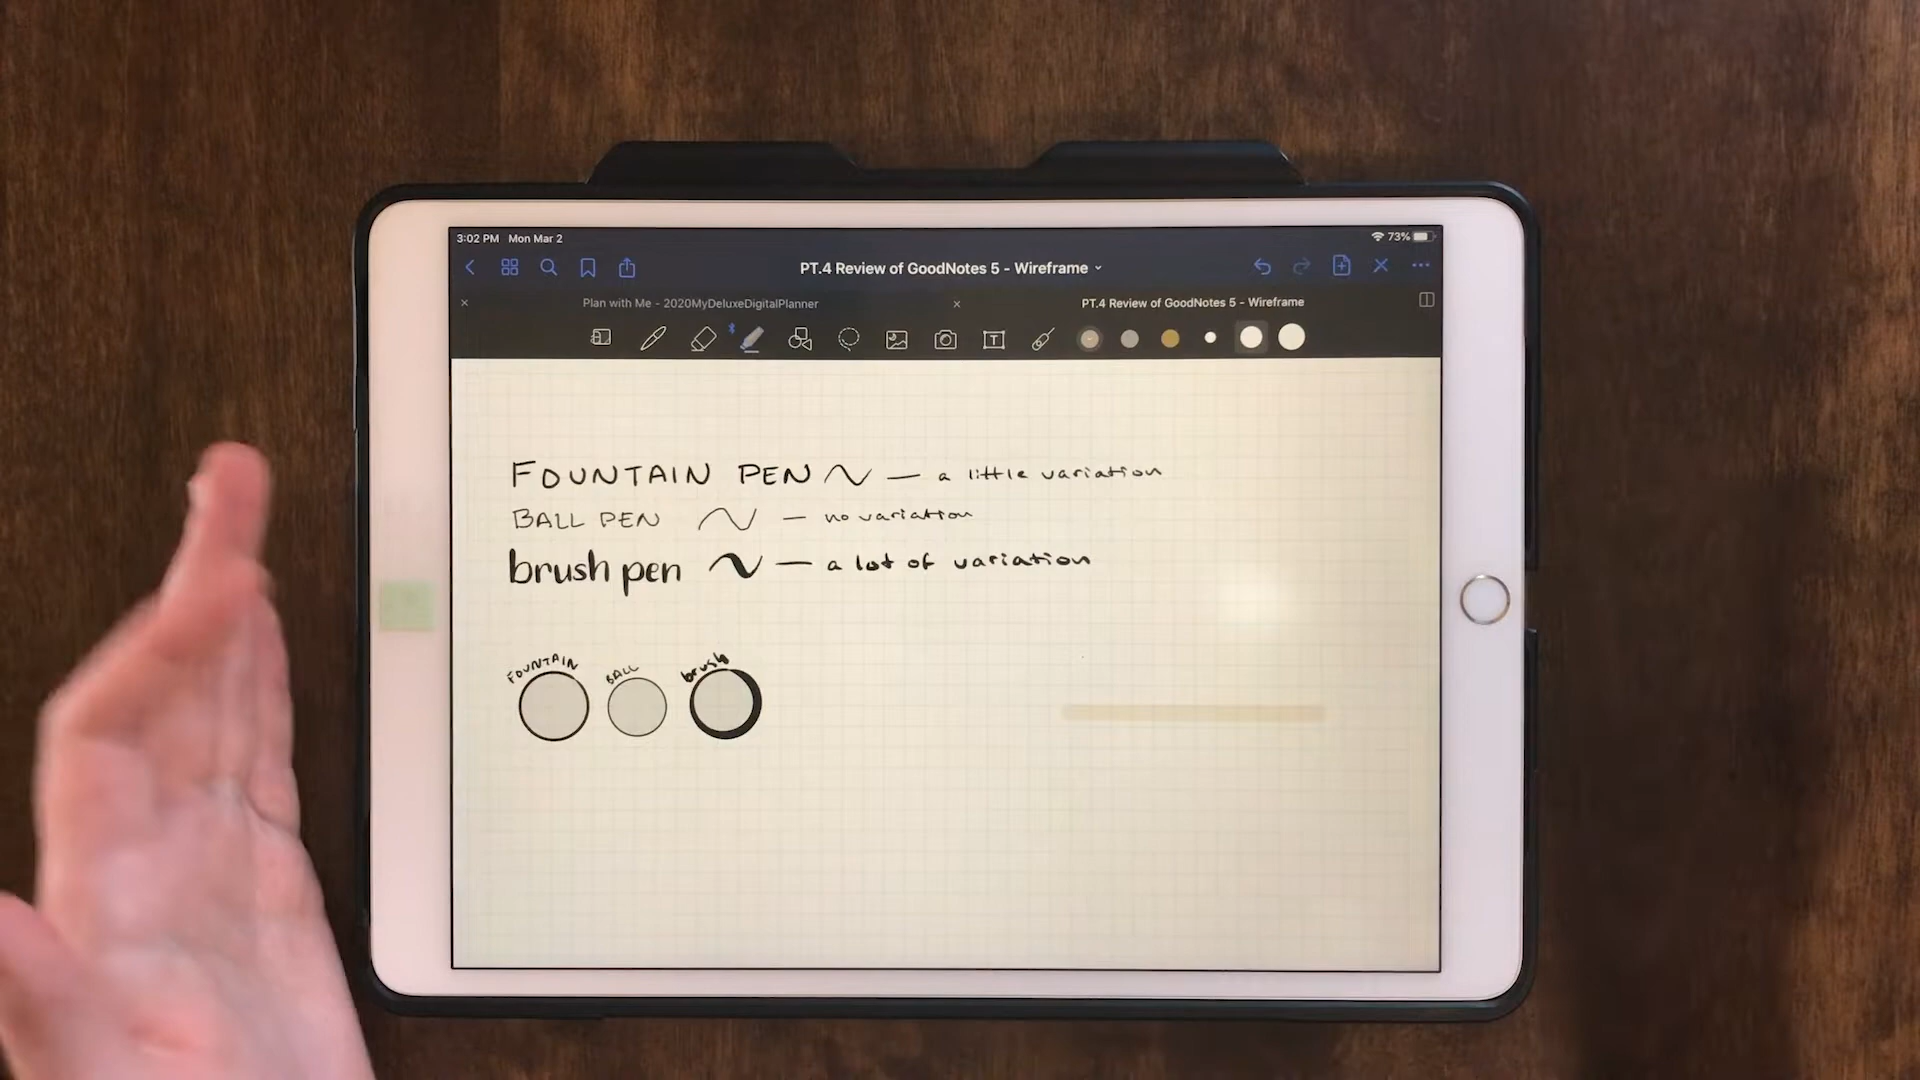 3:02 PM Mon Mar 2
73%
PT.4 Review of GoodNotes 5 - Wireframe
Plan with Me - 2020MyDeluxeDigitalPlanner
PT.4 Review of GoodNotes 5 - Wireframe
T
FOUNTAIN PEN — a little variation
BALL PEN — no variation
brush pen — a lot of variation
FOUNTAIN BALL brush